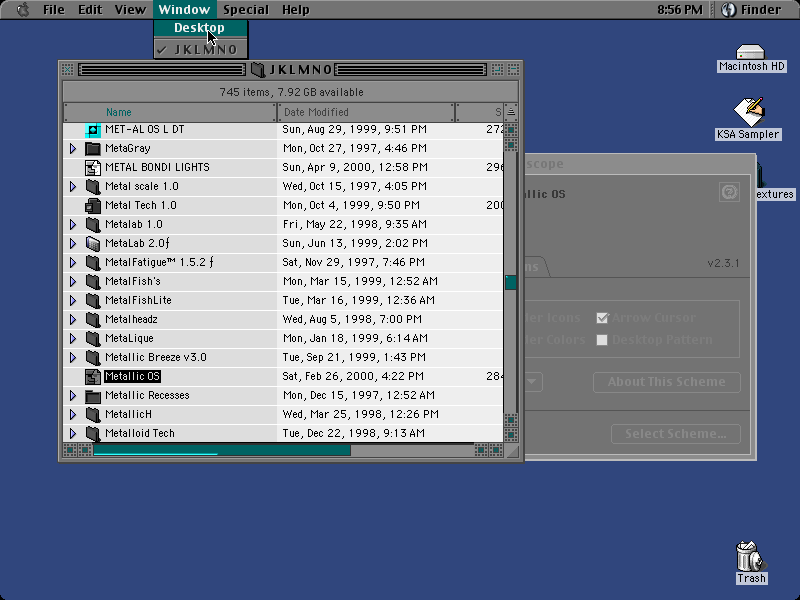 File Edit View Window Special Help 8:56 PM Finder
Desktop
✓ JKLMNO
JKLMNO
745 items, 7.92 GB available
Name Date Modified S
MET-AL OS L DT Sun, Aug 29, 1999, 9:51 PM 272
MetaGray Mon, Oct 27, 1997, 4:46 PM
METAL BONDI LIGHTS Sun, Apr 9, 2000, 12:58 PM 296
Metal scale 1.0 Wed, Oct 15, 1997, 4:05 PM
Metal Tech 1.0 Mon, Oct 4, 1999, 9:50 PM 200
Metalab 1.0 Fri, May 22, 1998, 9:35 AM
MetaLab 2.0ƒ Sun, Jun 13, 1999, 2:02 PM
MetalFatigue™ 1.5.2 ƒ Sat, Nov 29, 1997, 7:46 PM
MetalFish's Mon, Mar 15, 1999, 12:52 AM
MetalFishLite Tue, Mar 16, 1999, 12:36 AM
Metalheadz Wed, Aug 5, 1998, 7:00 PM
MetaLique Mon, Jan 18, 1999, 6:14 AM
Metallic Breeze v3.0 Tue, Sep 21, 1999, 1:43 PM
Metallic OS Sat, Feb 26, 2000, 4:22 PM 284
Metallic Recesses Mon, Dec 15, 1997, 12:52 AM
MetallicH Wed, Mar 25, 1998, 12:26 PM
Metalloid Tech Tue, Dec 22, 1998, 9:13 AM
scope
allic OS
ns
v2.3.1
er Icons Arrow Cursor
er Colors Desktop Pattern
About This Scheme
Select Scheme...
Macintosh HD
KSA Sampler
extures
Trash